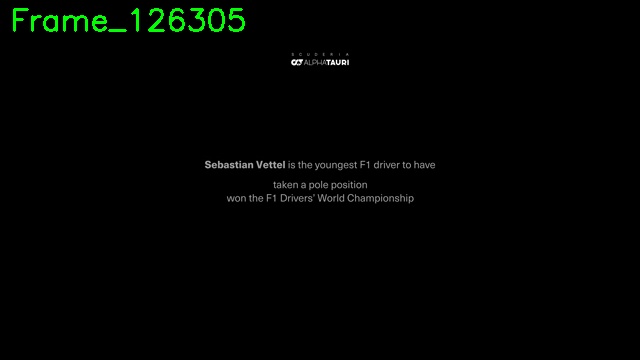 Frame_126305
SCUDERIA
ALPHATAURI
Sebastian Vettel is the youngest F1 driver to have
taken a pole position
won the F1 Drivers' World Championship